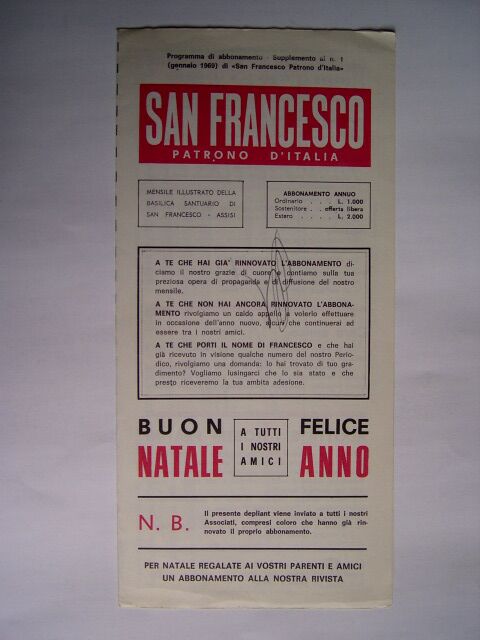 Programma di abbonamento - Supplemento al n. 1
(gennaio 1969) di «San Francesco Patrono d'Italia»
SAN FRANCESCO
PATRONO D'ITALIA
MENSILE ILLUSTRATO DELLA
BASILICA SANTUARIO DI
SAN FRANCESCO - ASSISI
ABBONAMENTO ANNUO
Ordinario . . . . L. 1.000
Sostenitore . . offerta libera
Estero . . . . . L. 2.000
A TE CHE HAI GIA' RINNOVATO L'ABBONAMENTO di-
ciamo il nostro grazie di cuore e contiamo sulla tua
preziosa opera di propaganda e di diffusione del nostro
mensile.
A TE CHE NON HAI ANCORA RINNOVATO L'ABBONA-
MENTO rivolgiamo un caldo appello a volerlo effettuare
in occasione dell'anno nuovo, sicuri che continuerai ad
essere tra i nostri amici.
A TE CHE PORTI IL NOME DI FRANCESCO e che hai
già ricevuto in visione qualche numero del nostro Perio-
dico, rivolgiamo una domanda: lo hai trovato di tuo gra-
dimento? Vogliamo lusingarci che lo sia stato e che
presto riceveremo la tua ambita adesione.
BUON NATALE
A TUTTI
I NOSTRI
AMICI
FELICE ANNO
N. B.
Il presente depliant viene inviato a tutti i nostri
Associati, compresi coloro che hanno già rin-
novato il proprio abbonamento.
PER NATALE REGALATE AI VOSTRI PARENTI E AMICI
UN ABBONAMENTO ALLA NOSTRA RIVISTA